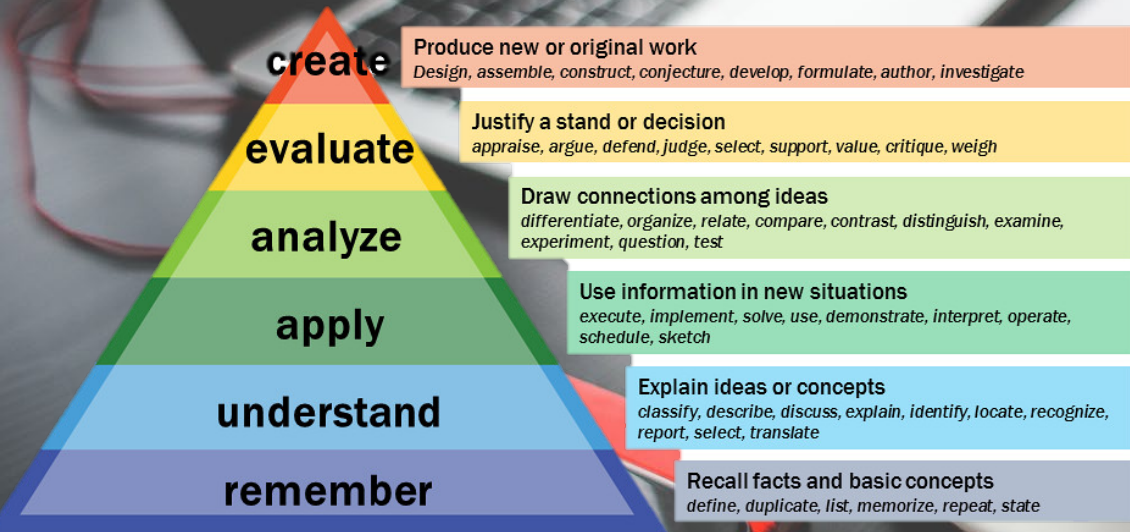 create
Produce new or original work
Design, assemble, construct, conjecture, develop, formulate, author, investigate
evaluate
Justify a stand or decision
appraise, argue, defend, judge, select, support, value, critique, weigh
analyze
Draw connections among ideas
differentiate, organize, relate, compare, contrast, distinguish, examine,
experiment, question, test
apply
Use information in new situations
execute, implement, solve, use, demonstrate, interpret, operate,
schedule, sketch
understand
Explain ideas or concepts
classify, describe, discuss, explain, identify, locate, recognize,
report, select, translate
remember
Recall facts and basic concepts
define, duplicate, list, memorize, repeat, state